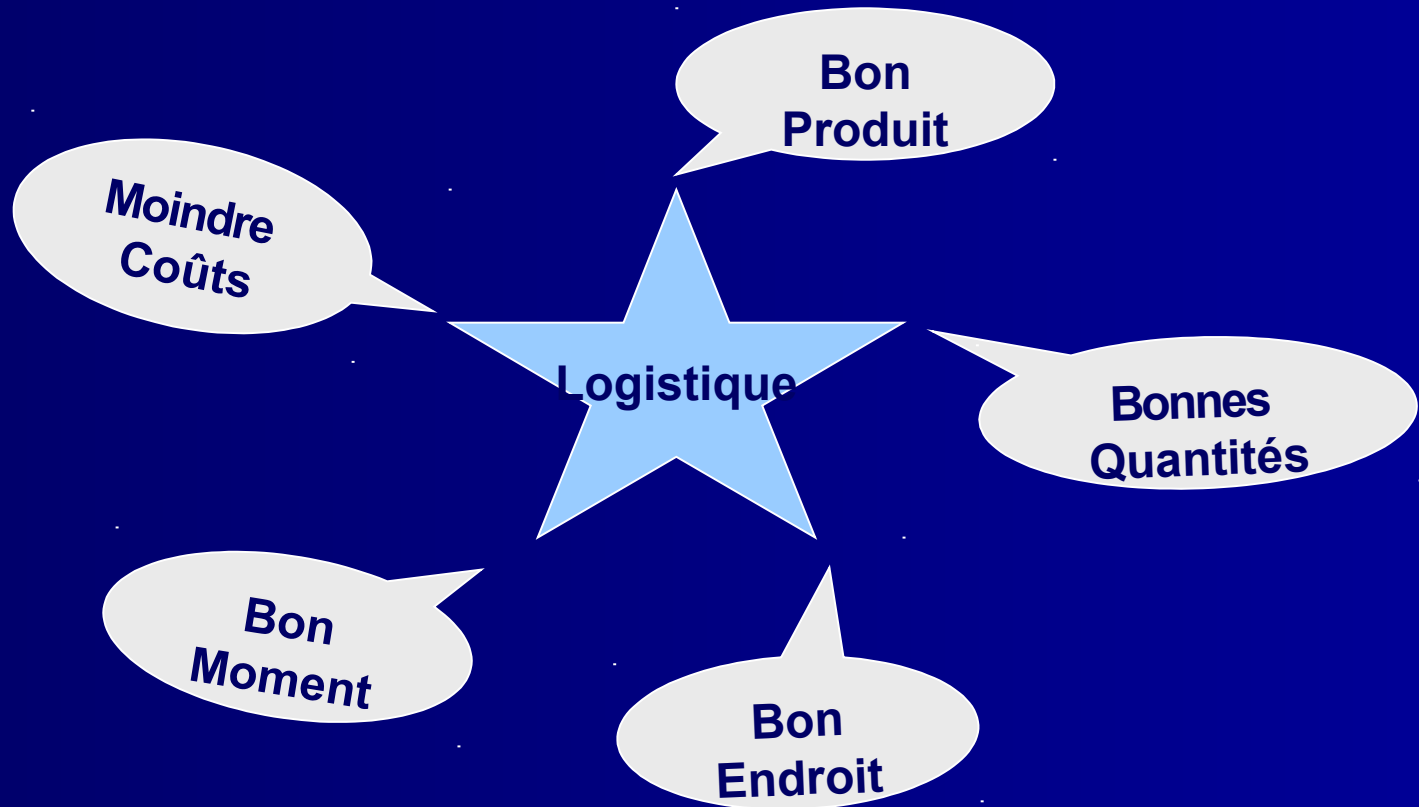 Bon
Produit
Moindre
Coûts
Logistique
Bonnes
Quantités
Bon
Moment
Bon
Endroit